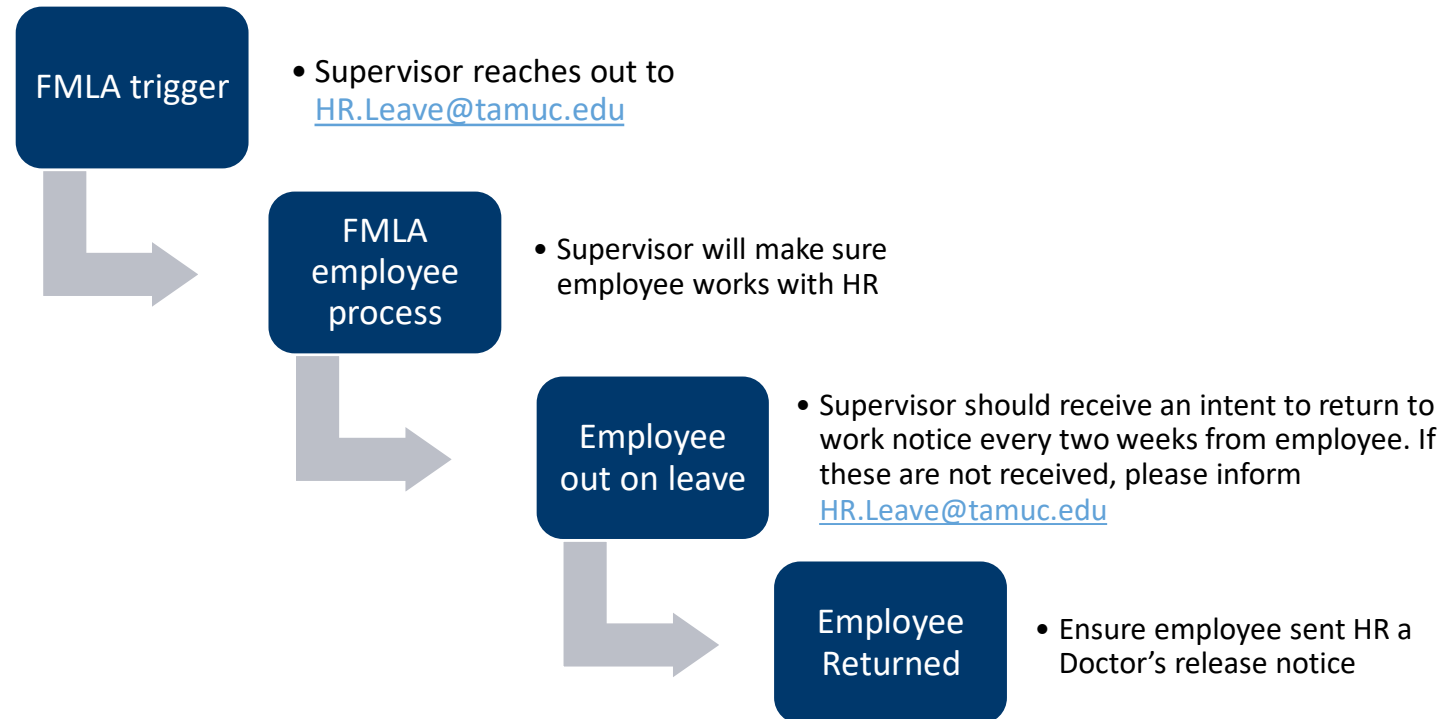 FMLA trigger
• Supervisor reaches out to
HR.Leave@tamuc.edu
FMLA
employee
process
• Supervisor will make sure
employee works with HR
Employee
out on leave
• Supervisor should receive an intent to return to
work notice every two weeks from employee. If
these are not received, please inform
HR.Leave@tamuc.edu
Employee
Returned
• Ensure employee sent HR a
Doctor’s release notice